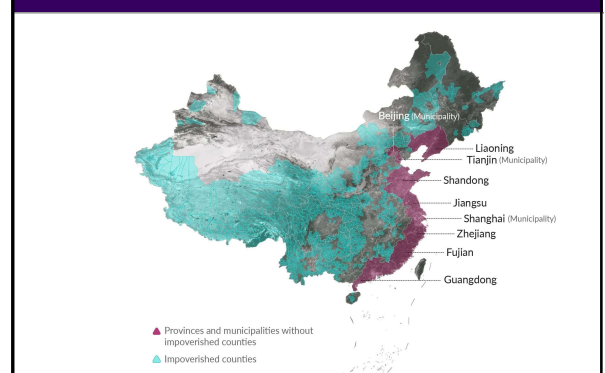 Beijing (Municipality)
Liaoning
Tianjin (Municipality)
Shandong
Jiangsu
Shanghai (Municipality)
Zhejiang
Fujian
Guangdong
Provinces and municipalities without
impoverished counties
Impoverished counties